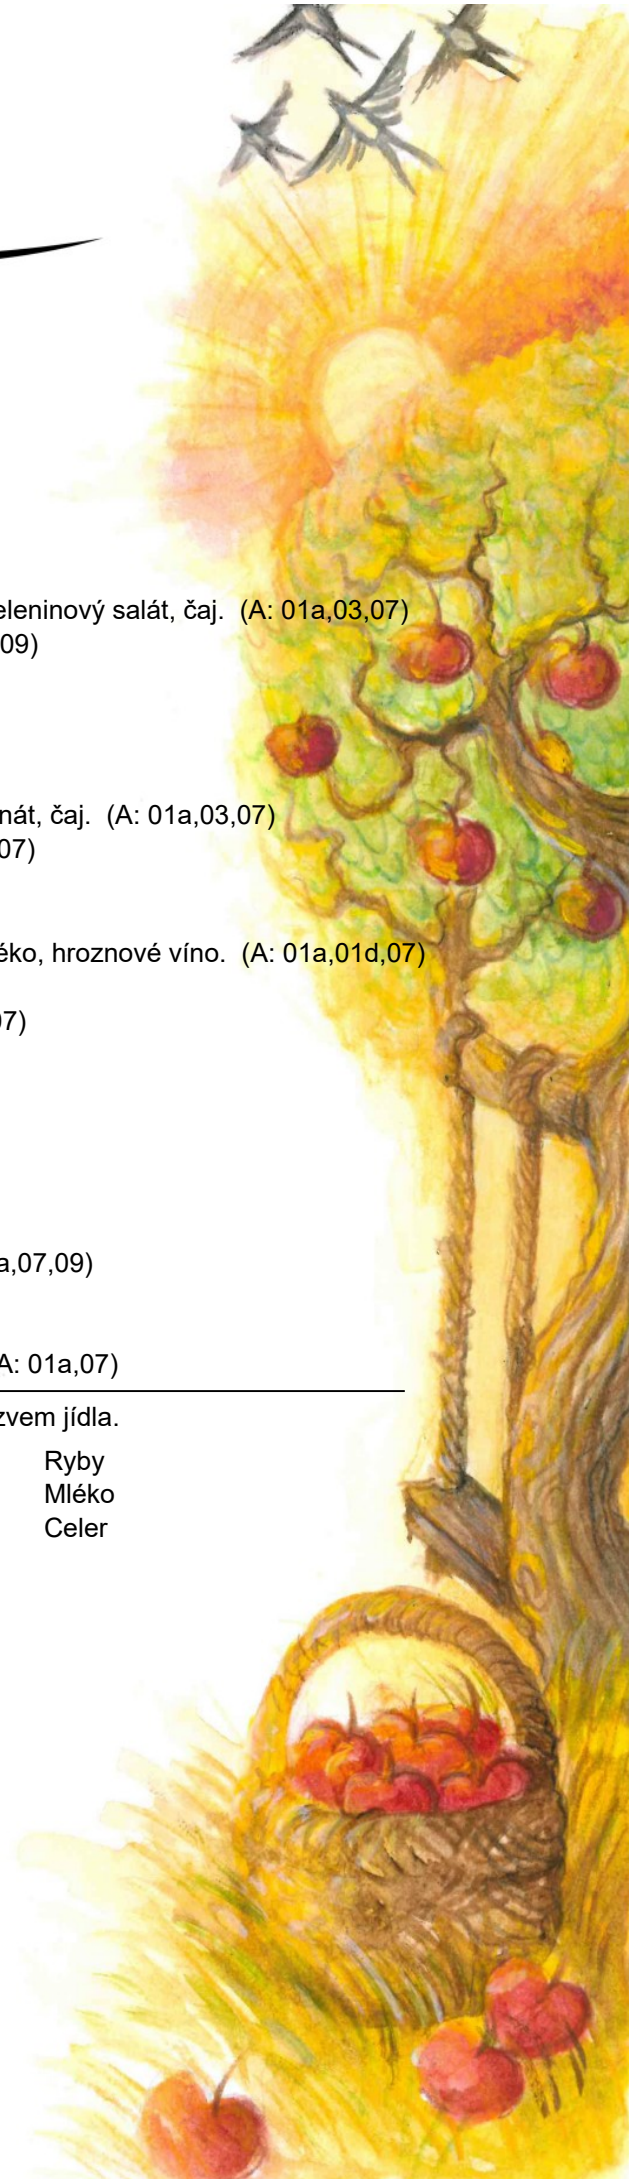 eleninový salát, čaj. (A: 01a,03,07)
09)
nát, čaj. (A: 01a,03,07)
07)
éko, hroznové víno. (A: 01a,01d,07)
07)
a,07,09)
A: 01a,07)
zvem jídla.
Ryby
Mléko
Celer